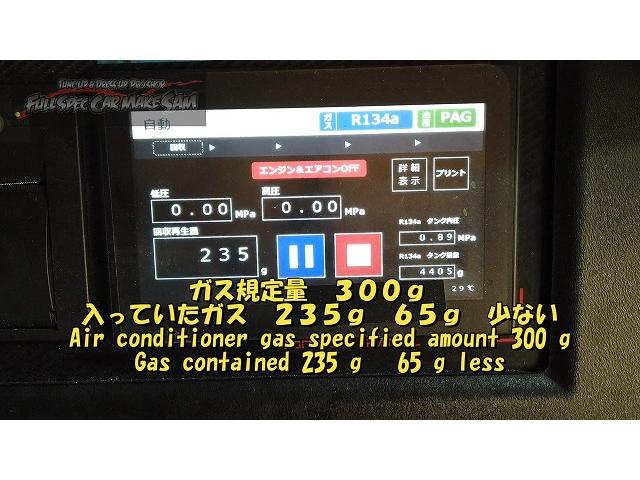 TUNE UP & DRESS UP PRO SHOP
FULL SPEC CAR MAKE SAM
自動
ガス R134a 油種 PAG
回収
エンジン&エアコンOFF
詳細表示 プリント
低圧 高圧
0.00 MPa 0.00 MPa
回収再生量
235 g
R134a タンク内圧
0.89 MPa
R134a タンク重量
4405 g
29℃
ガス規定量 300g
入っていたガス 235g 65g 少ない
Air conditioner gas specified amount 300 g
Gas contained 235 g 65 g less